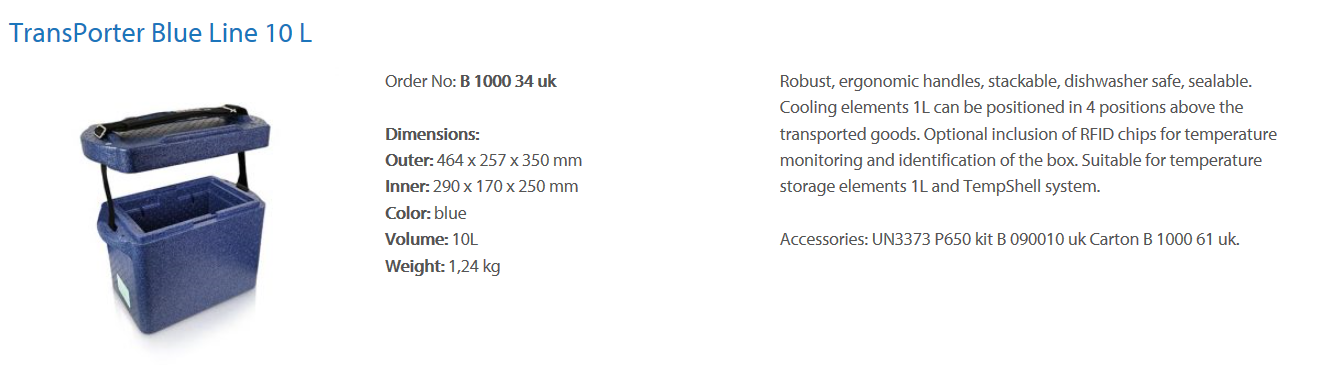 TransPorter Blue Line 10 L
Order No: B 1000 34 uk
Dimensions:
Outer: 464 x 257 x 350 mm
Inner: 290 x 170 x 250 mm
Color: blue
Volume: 10L
Weight: 1,24 kg
Robust, ergonomic handles, stackable, dishwasher safe, sealable.
Cooling elements 1L can be positioned in 4 positions above the
transported goods. Optional inclusion of RFID chips for temperature
monitoring and identification of the box. Suitable for temperature
storage elements 1L and TempShell system.
Accessories: UN3373 P650 kit B 090010 uk Carton B 1000 61 uk.